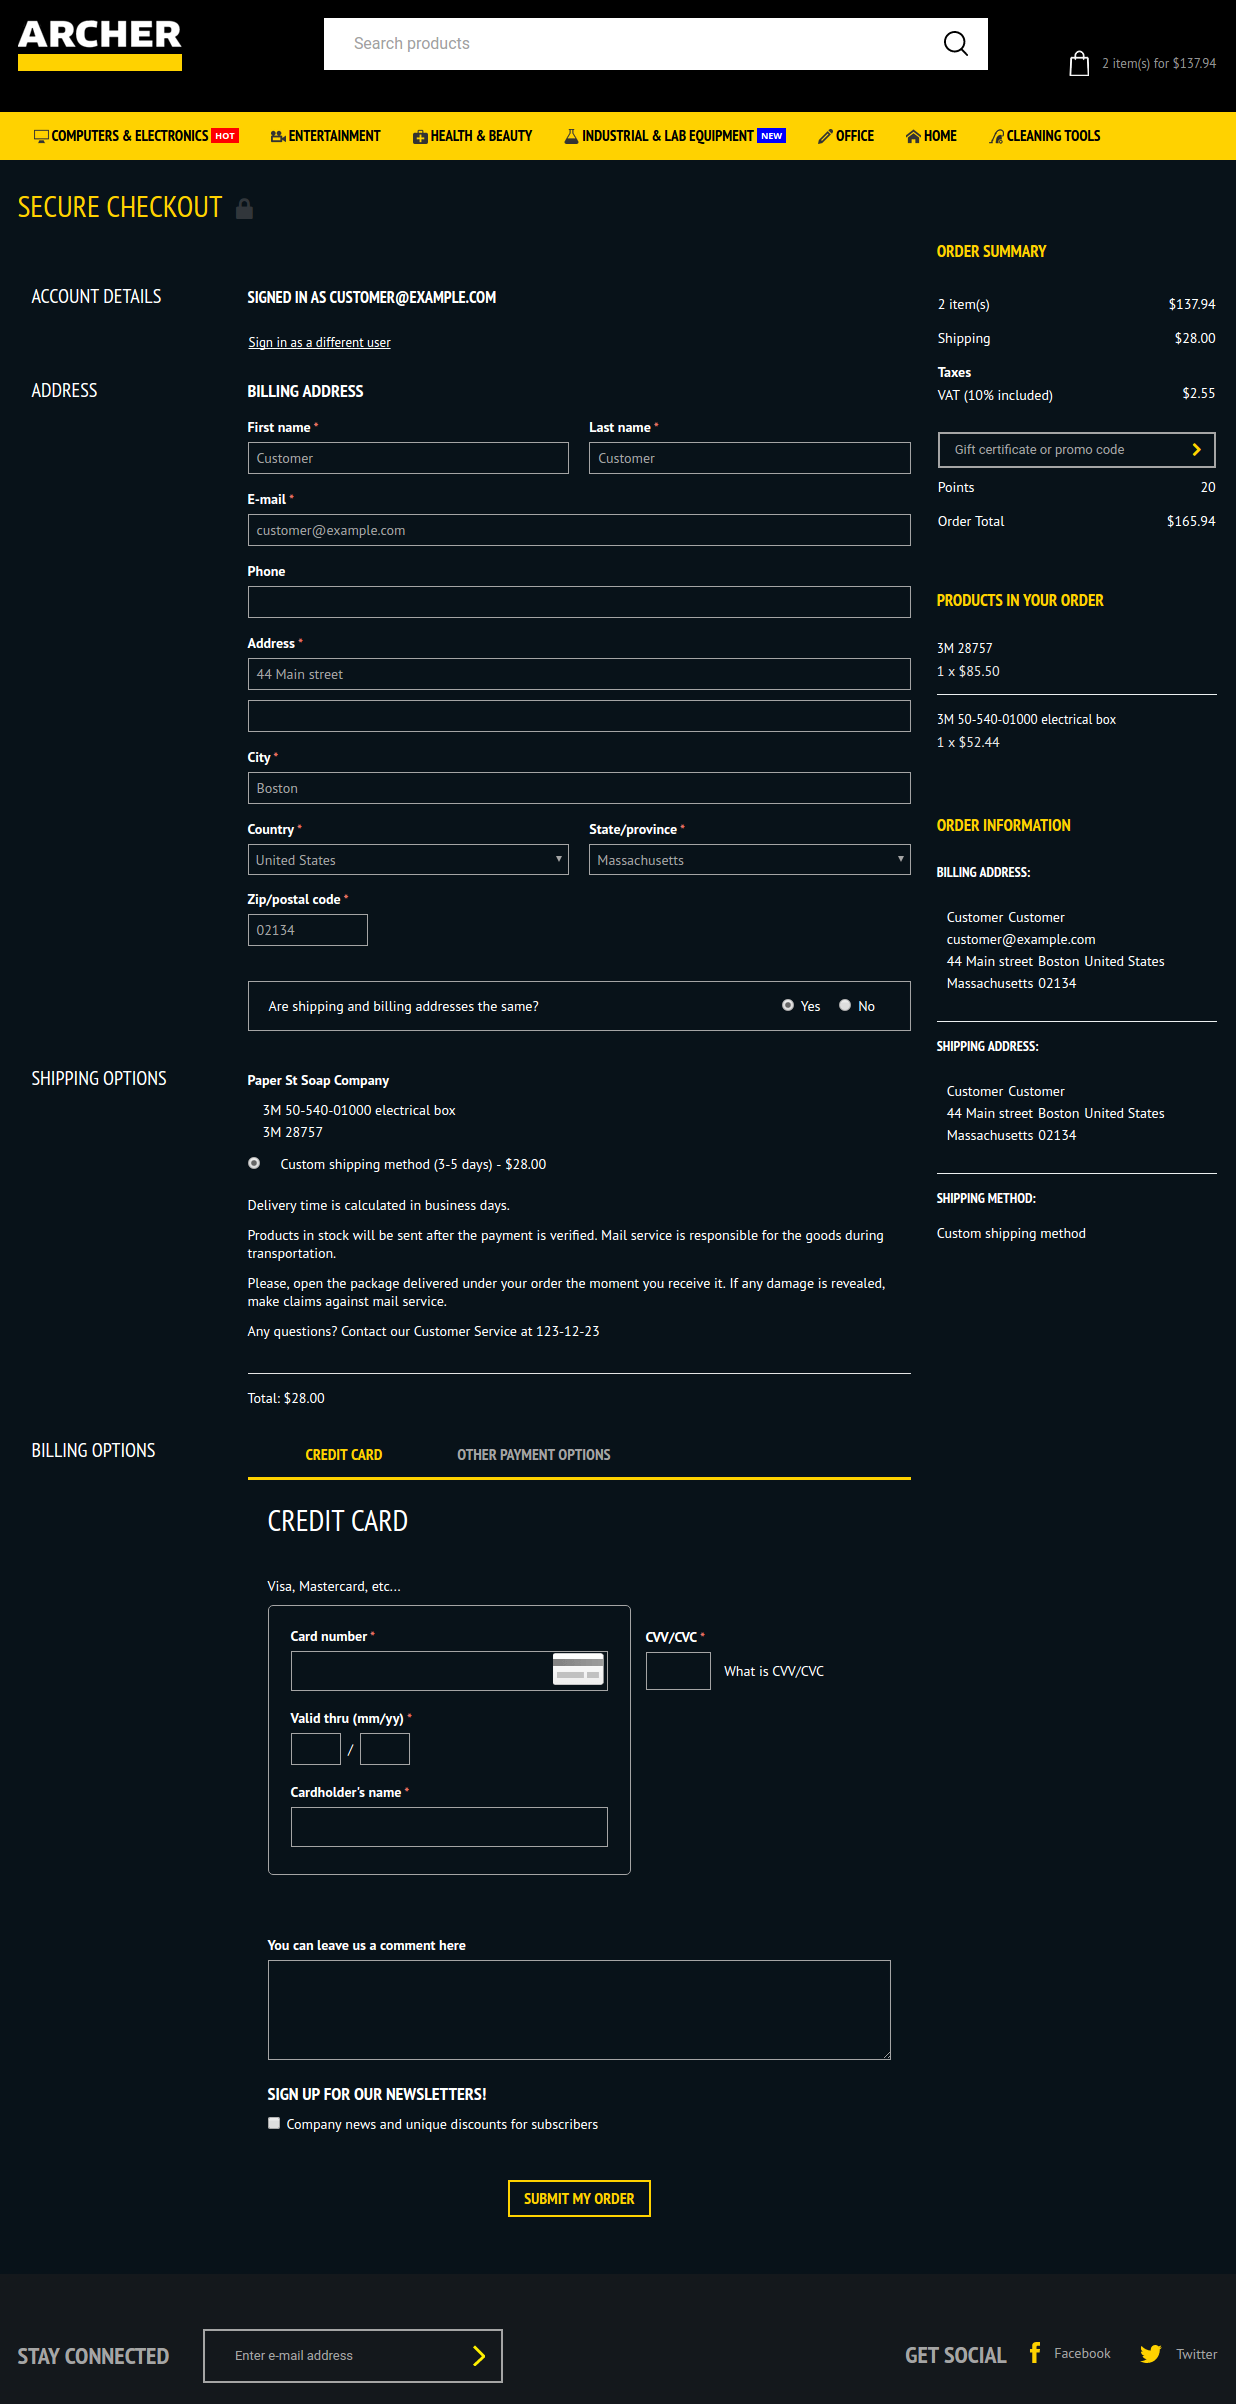 ARCHER
Search products
2 item(s) for $137.94
COMPUTERS & ELECTRONICS HOT ENTERTAINMENT HEALTH & BEAUTY INDUSTRIAL & LAB EQUIPMENT NEW OFFICE HOME CLEANING TOOLS
SECURE CHECKOUT
ACCOUNT DETAILS
SIGNED IN AS CUSTOMER@EXAMPLE.COM
Sign in as a different user
ADDRESS
BILLING ADDRESS
First name *
Last name *
Customer
Customer
E-mail *
customer@example.com
Phone
Address *
44 Main street
City *
Boston
Country *
State/province *
United States
Massachusetts
Zip/postal code *
02134
Are shipping and billing addresses the same?
Yes
No
SHIPPING OPTIONS
Paper St Soap Company
3M 50-540-01000 electrical box
3M 28757
Custom shipping method (3-5 days) - $28.00
Delivery time is calculated in business days.
Products in stock will be sent after the payment is verified. Mail service is responsible for the goods during
transportation.
Please, open the package delivered under your order the moment you receive it. If any damage is revealed,
make claims against mail service.
Any questions? Contact our Customer Service at 123-12-23
Total: $28.00
BILLING OPTIONS
CREDIT CARD
OTHER PAYMENT OPTIONS
CREDIT CARD
Visa, Mastercard, etc...
Card number *
CVV/CVC *
What is CVV/CVC
Valid thru (mm/yy) *
/
Cardholder's name *
You can leave us a comment here
SIGN UP FOR OUR NEWSLETTERS!
Company news and unique discounts for subscribers
SUBMIT MY ORDER
ORDER SUMMARY
2 item(s) $137.94
Shipping $28.00
Taxes
VAT (10% included) $2.55
Gift certificate or promo code
Points 20
Order Total $165.94
PRODUCTS IN YOUR ORDER
3M 28757
1 x $85.50
3M 50-540-01000 electrical box
1 x $52.44
ORDER INFORMATION
BILLING ADDRESS:
Customer Customer
customer@example.com
44 Main street Boston United States
Massachusetts 02134
SHIPPING ADDRESS:
Customer Customer
44 Main street Boston United States
Massachusetts 02134
SHIPPING METHOD:
Custom shipping method
STAY CONNECTED
Enter e-mail address
GET SOCIAL
Facebook
Twitter